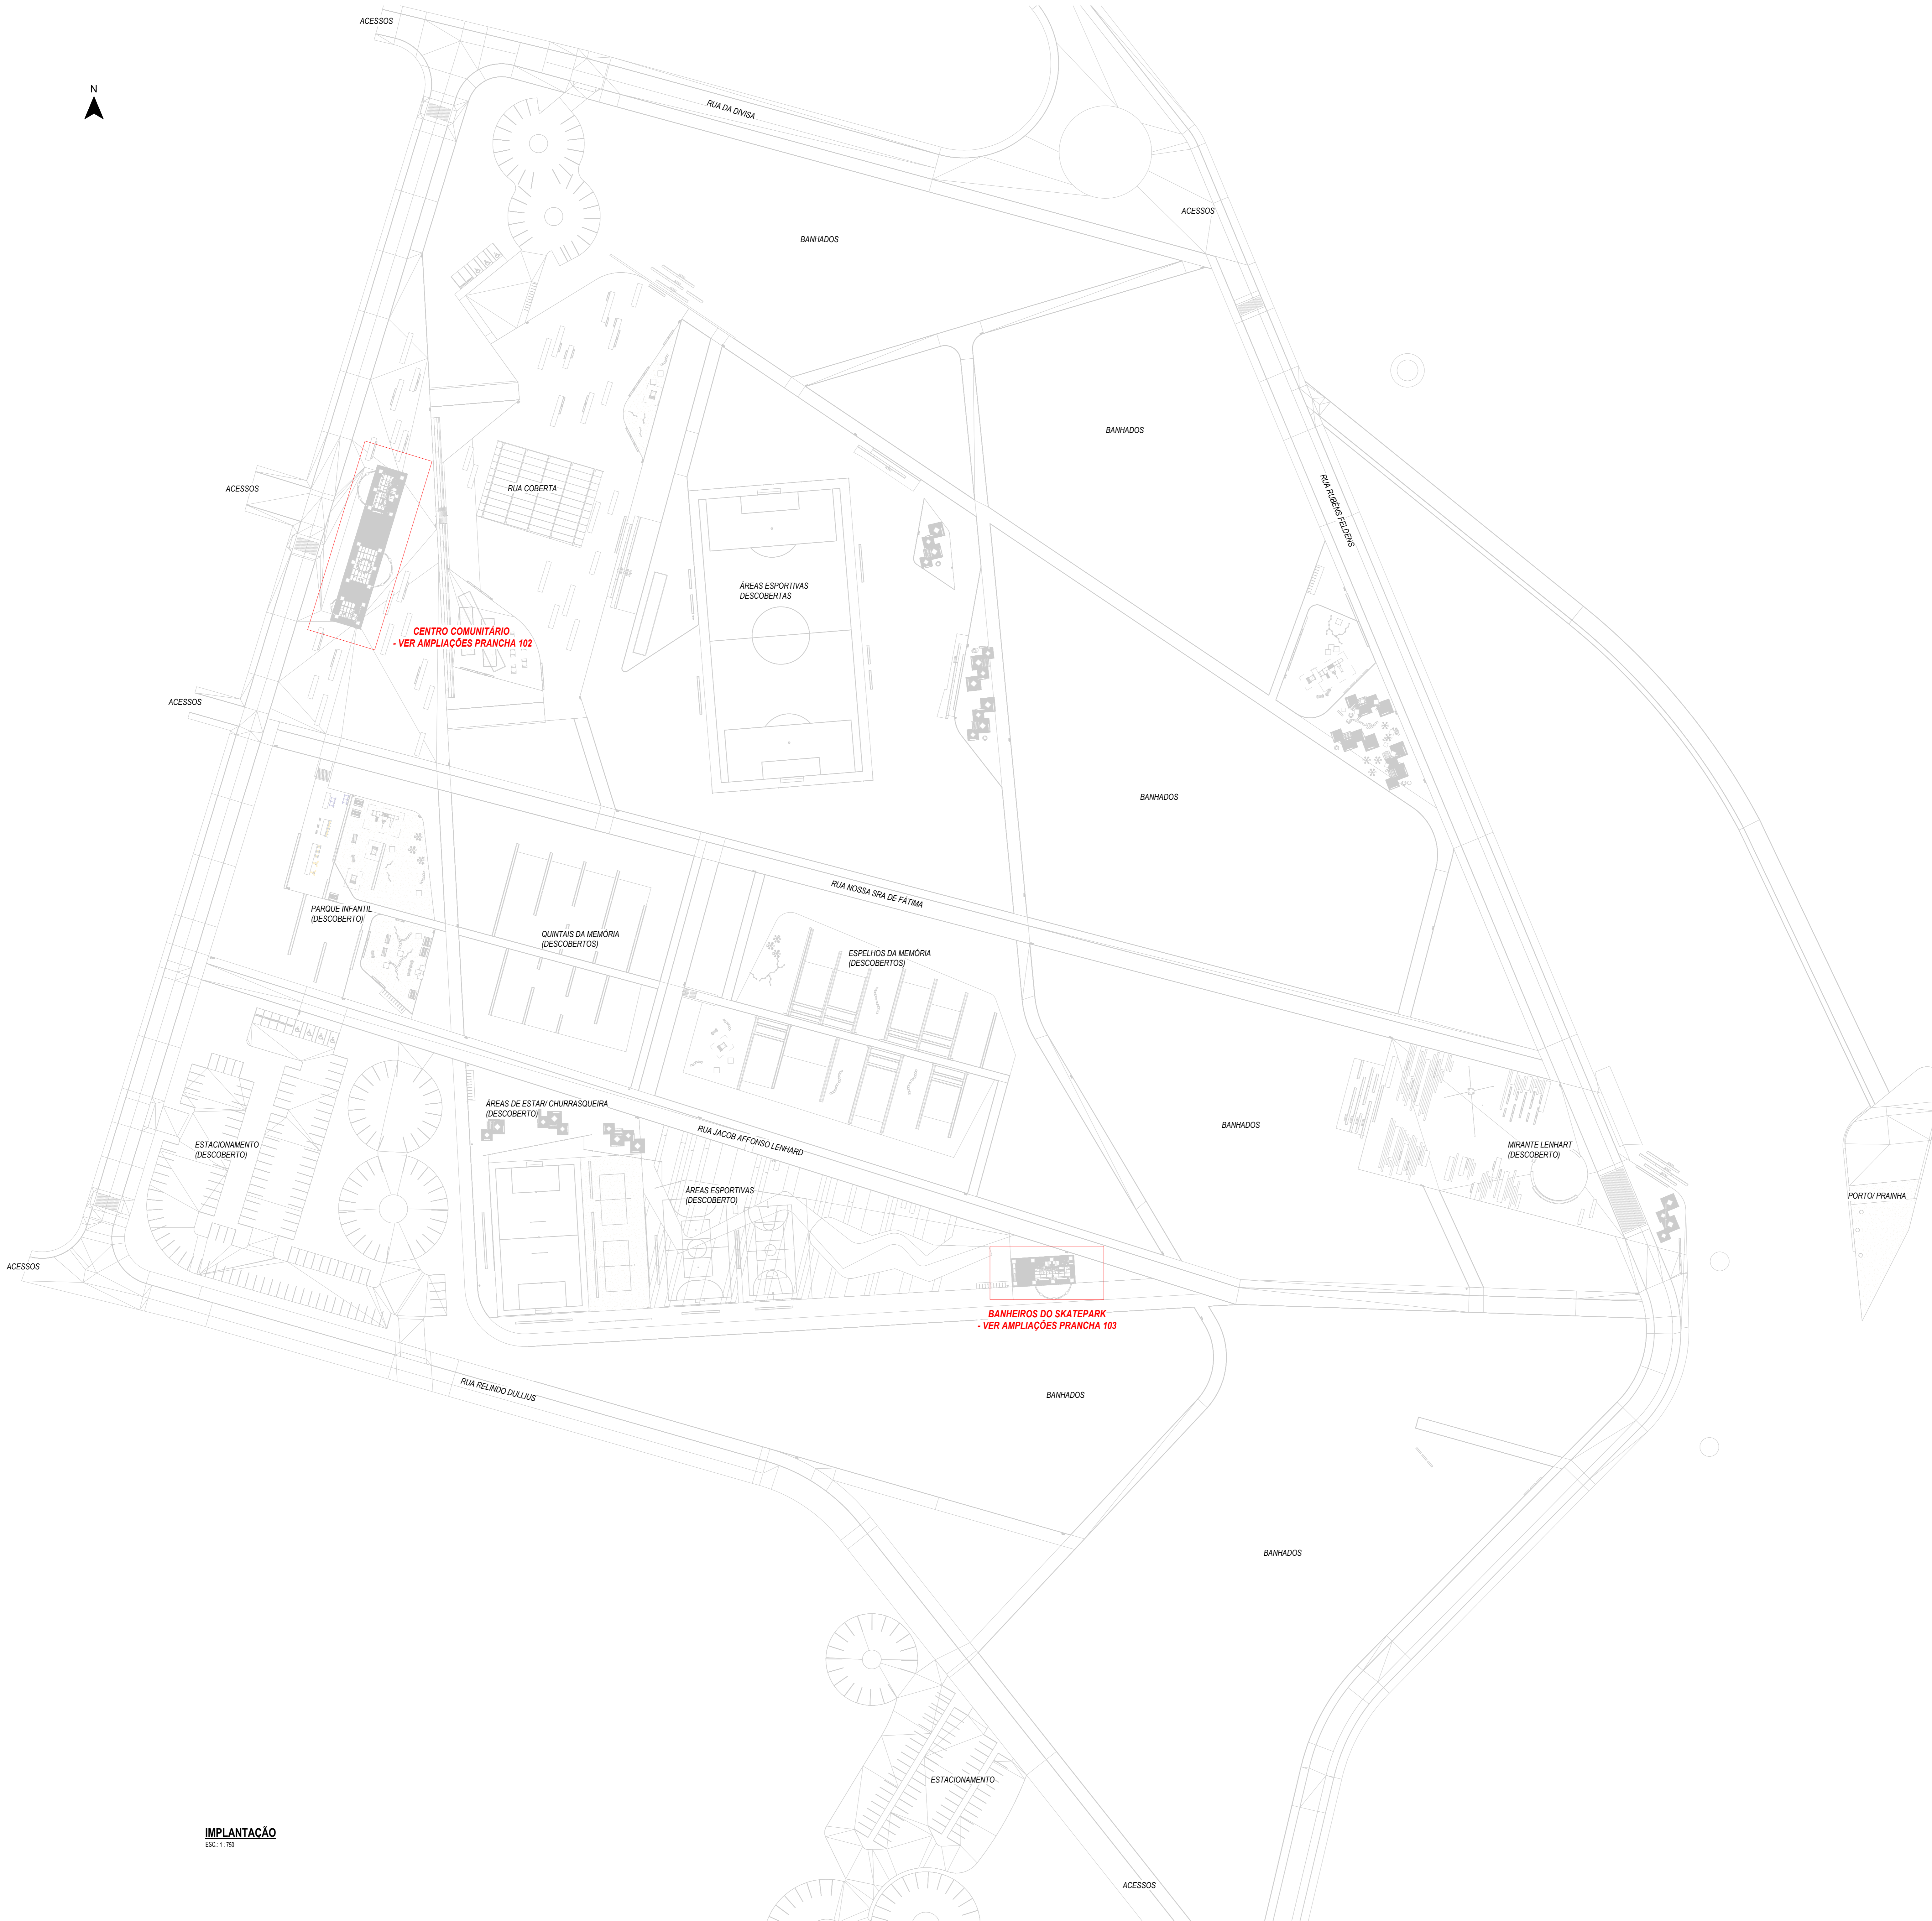 ACESSOS
N
RUA DA DIVISA
ACESSOS
BANHADOS
BANHADOS
ACESSOS
RUA COBERTA
RUA RUBENS FELDENS
ÁREAS ESPORTIVAS
DESCOBERTAS
CENTRO COMUNITÁRIO
- VER AMPLIAÇÕES PRANCHA 102
ACESSOS
BANHADOS
RUA NOSSA SRA DE FÁTIMA
PARQUE INFANTIL
(DESCOBERTO)
QUINTAIS DA MEMÓRIA
(DESCOBERTOS)
ESPELHOS DA MEMÓRIA
(DESCOBERTOS)
ÁREAS DE ESTAR/ CHURRASQUEIRA
(DESCOBERTO)
RUA JACOB AFFONSO LENHARD
BANHADOS
ESTACIONAMENTO
(DESCOBERTO)
MIRANTE LENHART
(DESCOBERTO)
ÁREAS ESPORTIVAS
(DESCOBERTO)
PORTO/ PRAINHA
ACESSOS
BANHEIROS DO SKATEPARK
- VER AMPLIAÇÕES PRANCHA 103
RUA RELINDO DULLIUS
BANHADOS
BANHADOS
ESTACIONAMENTO
IMPLANTAÇÃO
ESC.: 1 : 750
ACESSOS